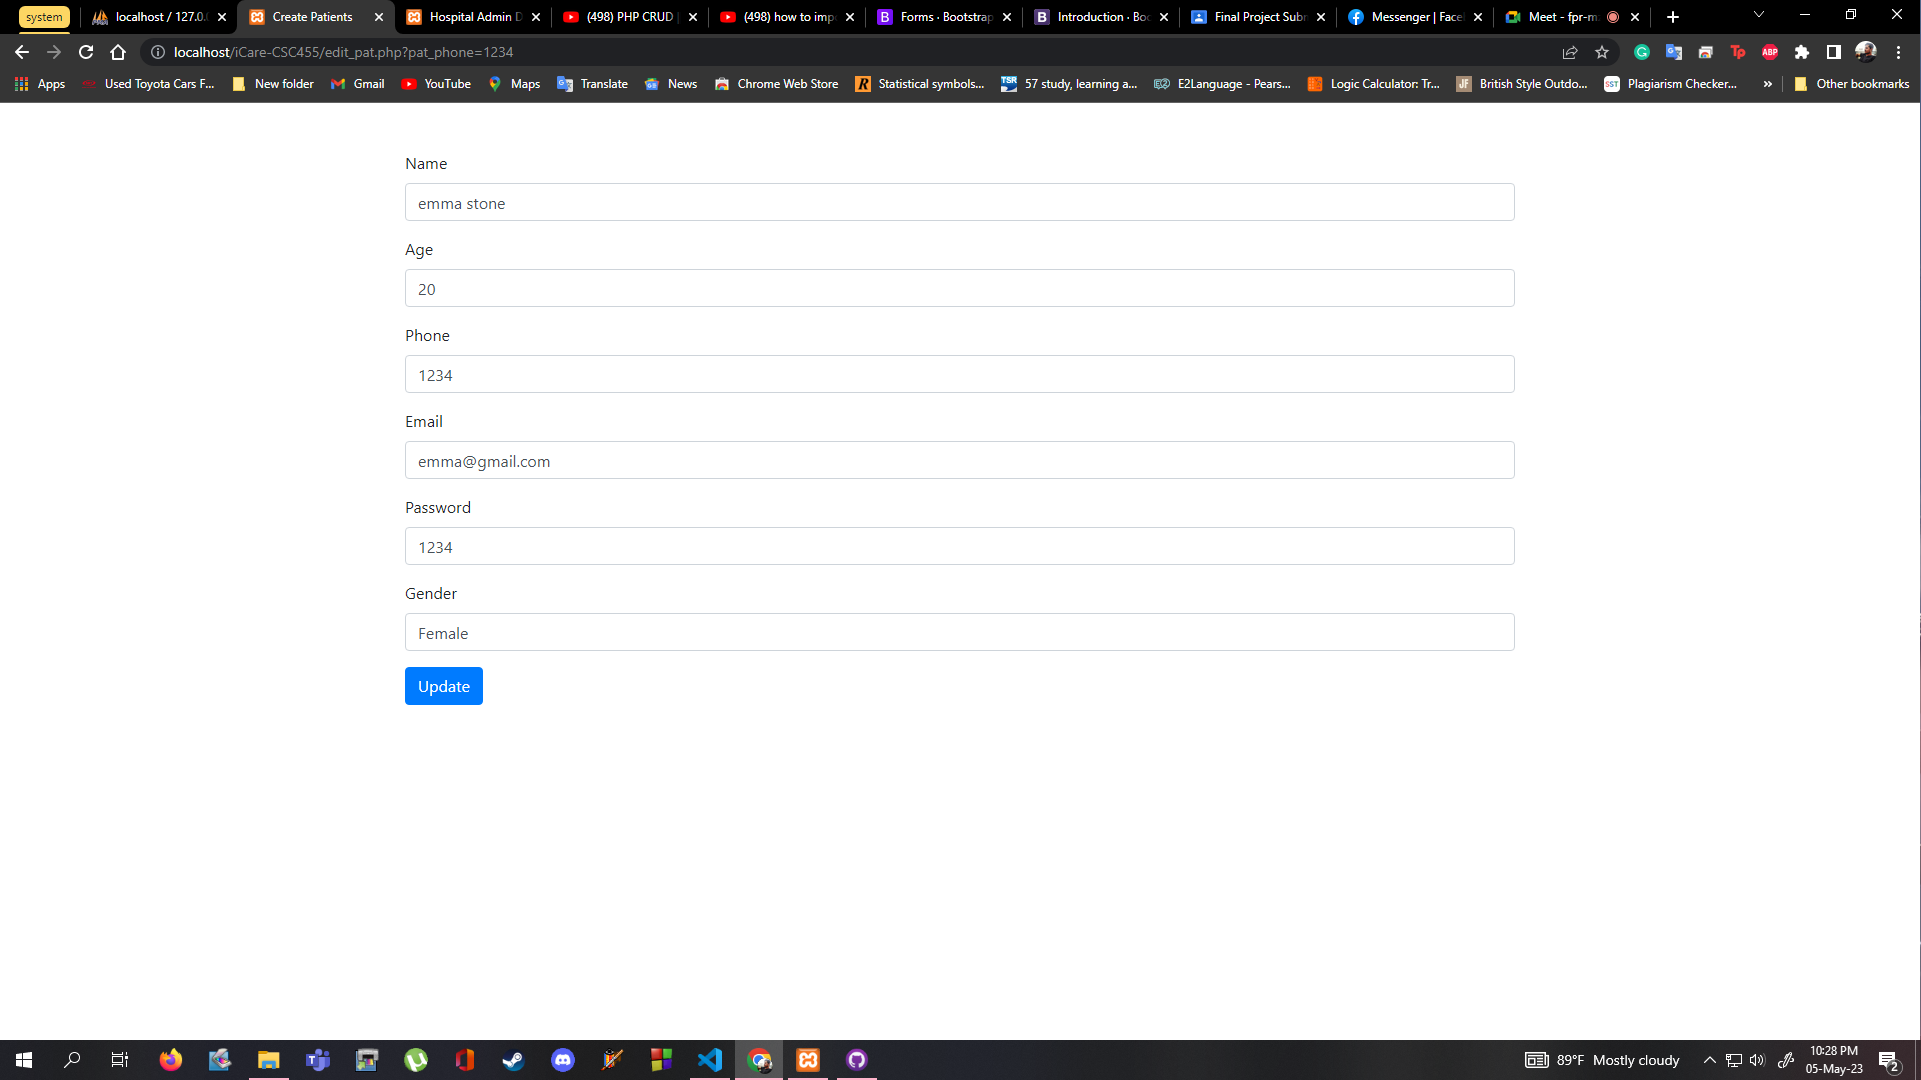 system
localhost / 127.0.
Create Patients
Hospital Admin D
(498) PHP CRUD
(498) how to imp
Forms · Bootstrap
Introduction · Boo
Final Project Sub
Messenger | Face
Meet - fpr-m
localhost/iCare-CSC455/edit_pat.php?pat_phone=1234
Apps
Used Toyota Cars F...
New folder
Gmail
YouTube
Maps
Translate
News
Chrome Web Store
Statistical symbols...
57 study, learning a...
E2Language - Pears...
Logic Calculator: Tr...
British Style Outdo...
Plagiarism Checker...
»
Other bookmarks
Name
emma stone
Age
20
Phone
1234
Email
emma@gmail.com
Password
1234
Gender
Female
Update
89°F Mostly cloudy
10:28 PM
05-May-23
2